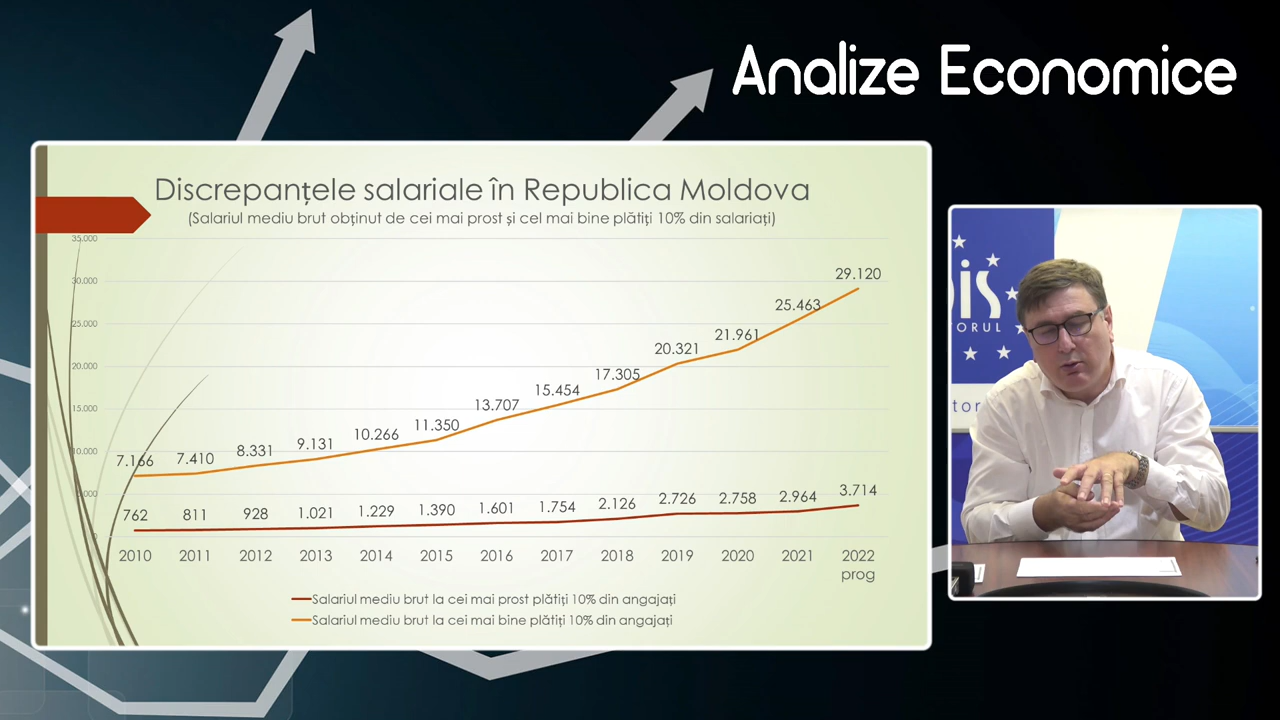 Analize Economice
Discrepanțele salariale în Republica Moldova
(Salariul mediu brut obținut de cei mai prost și cel mai bine plătiți 10% din salariați)
35.000
30.000
25.000
20.000
15.000
10.000
5.000
7.166 7.410 8.331 9.131 10.266 11.350 13.707 15.454 17.305 20.321 21.961 25.463 29.120
762 811 928 1.021 1.229 1.390 1.601 1.754 2.126 2.726 2.758 2.964 3.714
2010 2011 2012 2013 2014 2015 2016 2017 2018 2019 2020 2021 2022
prog
Salariul mediu brut la cei mai prost plătiți 10% din angajați
Salariul mediu brut la cei mai bine plătiți 10% din angajați